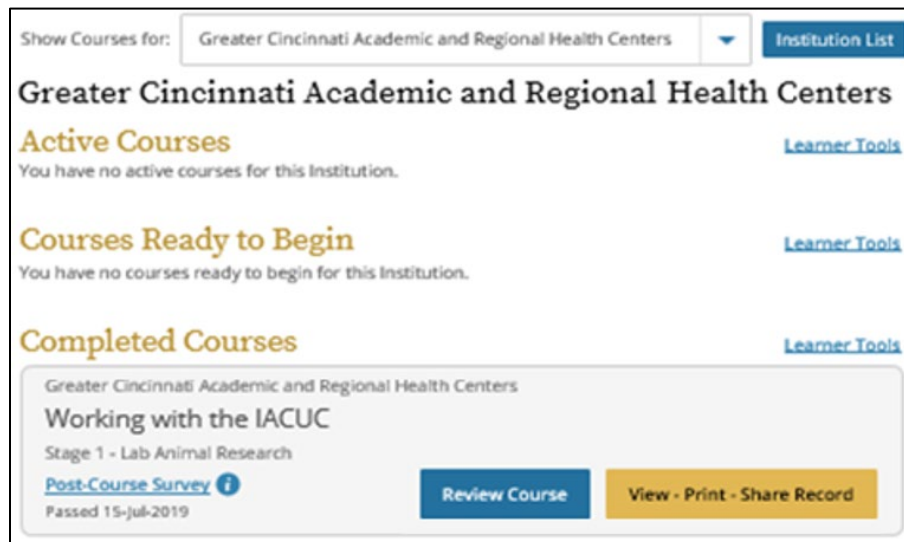 Show Courses for: Greater Cincinnati Academic and Regional Health Centers Institution List
Greater Cincinnati Academic and Regional Health Centers
Active Courses Learner Tools
You have no active courses for this Institution.
Courses Ready to Begin Learner Tools
You have no courses ready to begin for this Institution.
Completed Courses Learner Tools
Greater Cincinnati Academic and Regional Health Centers
Working with the IACUC
Stage 1 - Lab Animal Research
Post-Course Survey i
Passed 15-Jul-2019
Review Course View - Print - Share Record